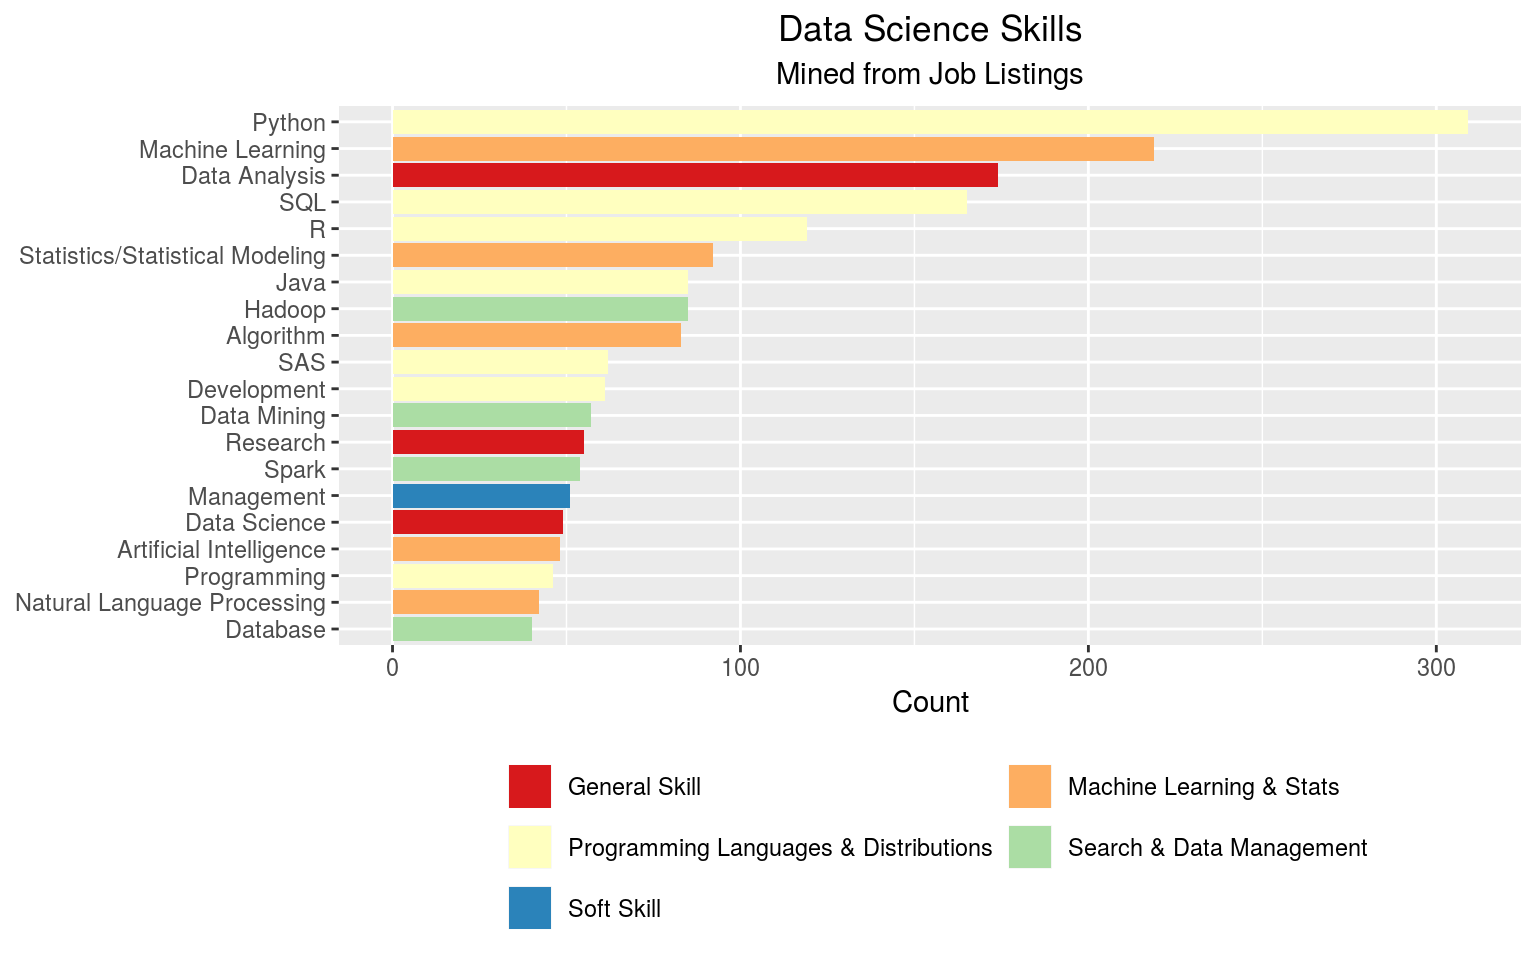 Data Science Skills
Mined from Job Listings
Python
Machine Learning
Data Analysis
SQL
R
Statistics/Statistical Modeling
Java
Hadoop
Algorithm
SAS
Development
Data Mining
Research
Spark
Management
Data Science
Artificial Intelligence
Programming
Natural Language Processing
Database
0 100 200 300
Count
General Skill Machine Learning & Stats
Programming Languages & Distributions Search & Data Management
Soft Skill